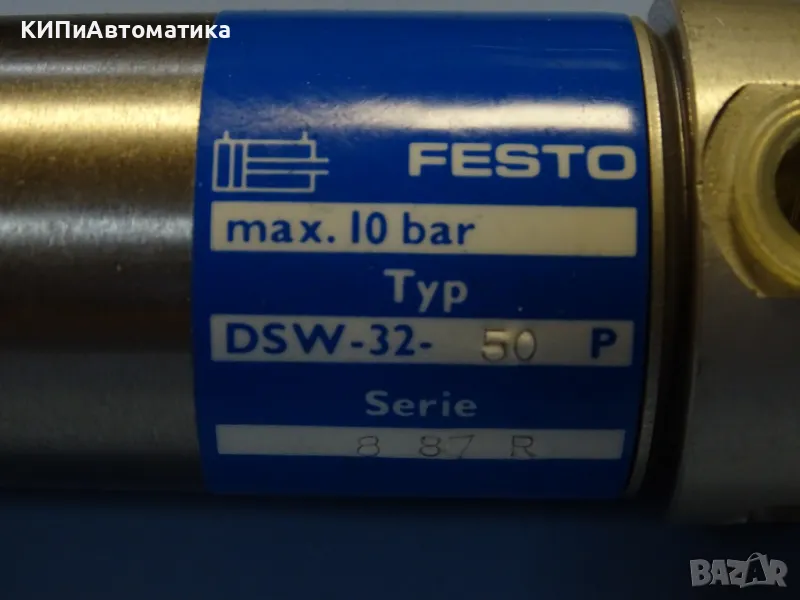 КИПиАвтоматика
FESTO
max. 10 bar
Typ
DSW-32- 50 P
Serie
8 87 R
BAZAR